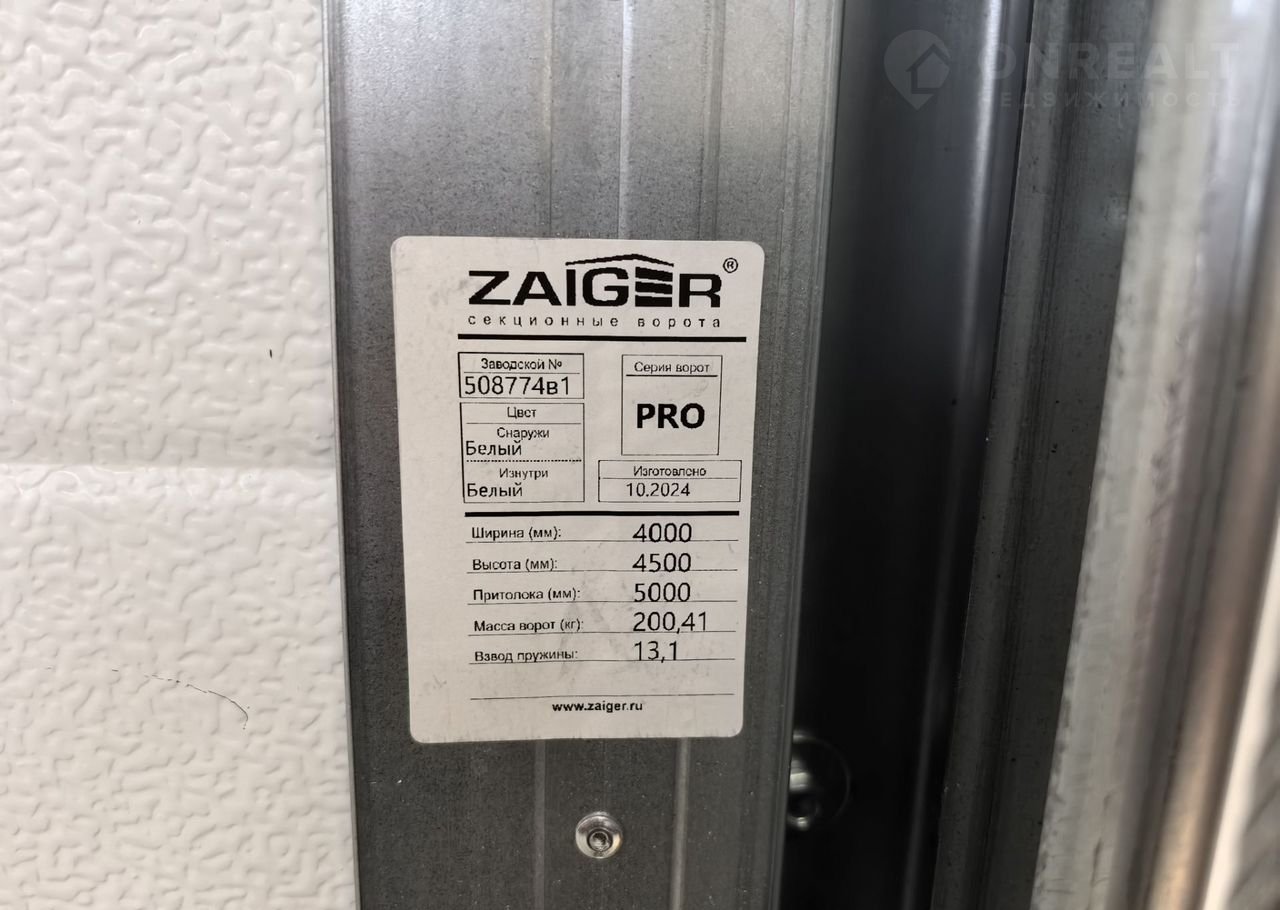 ONREALT
НЕДВИЖИМОСТЬ
ZAIGER®
секционные ворота
Заводской №
508774в1
Серия ворот
PRO
Цвет
Снаружи
Белый
Изнутри
Белый
Изготовлено
10.2024
Ширина (мм): 4000
Высота (мм): 4500
Притолока (мм): 5000
Масса ворот (кг): 200,41
Взвод пружины: 13,1
www.zaiger.ru